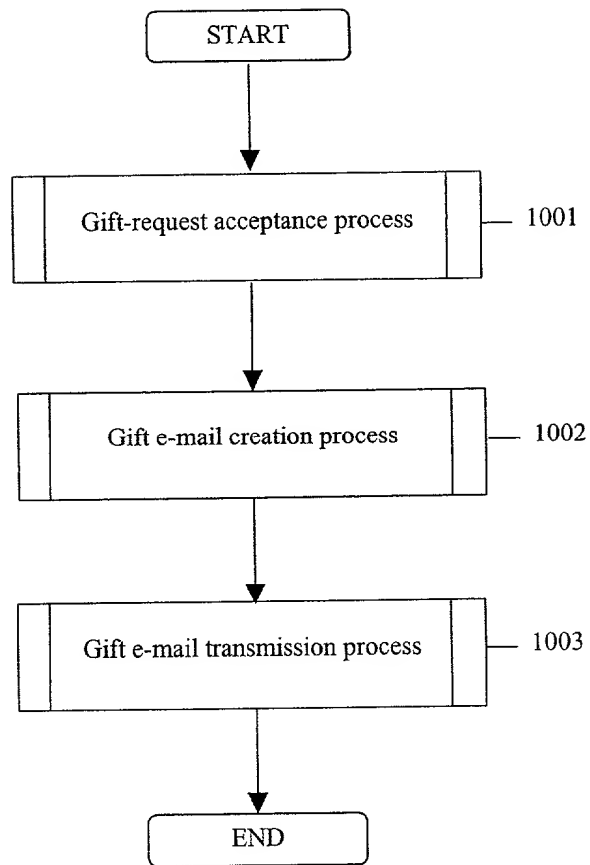 START
Gift-request acceptance process
1001
Gift e-mail creation process
1002
Gift e-mail transmission process
1003
END